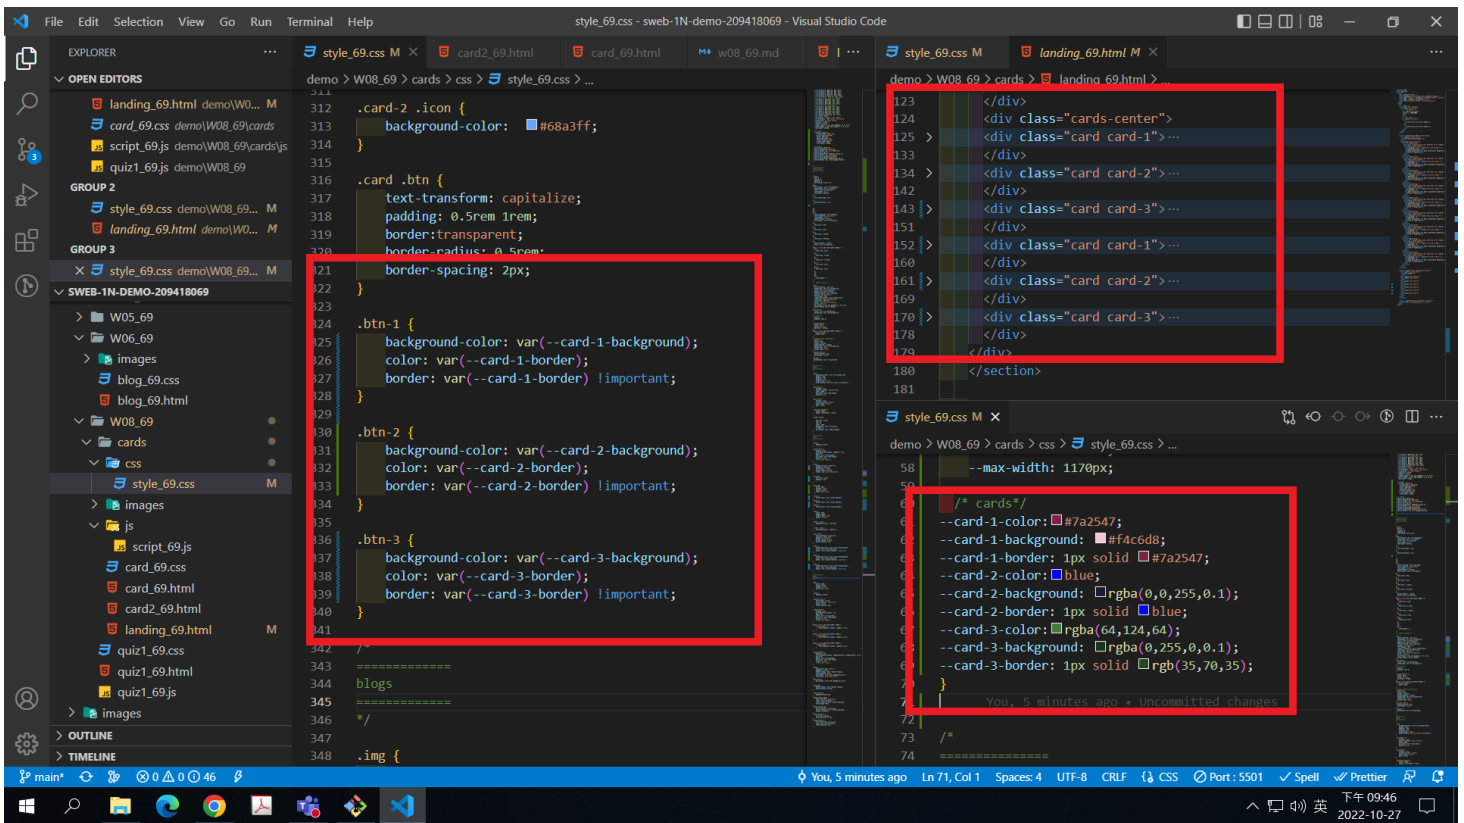 File Edit Selection View Go Run Terminal Help
style_69.css - sweb-1N-demo-209418069 - Visual Studio Code
EXPLORER
OPEN EDITORS
landing_69.html demo\W0... M
card_69.css demo\W08_69\cards
script_69.js demo\W08_69\cards\js
quiz1_69.js demo\W08_69
GROUP 2
style_69.css demo\W08_69... M
landing_69.html demo\W0... M
GROUP 3
style_69.css demo\W08_69... M
SWEB-1N-DEMO-209418069
W05_69
W06_69
images
blog_69.css
blog_69.html
W08_69
cards
css
style_69.css M
images
js
script_69.js
card_69.css
card_69.html
card2_69.html
landing_69.html M
quiz1_69.css
quiz1_69.html
quiz1_69.js
images
OUTLINE
TIMELINE
style_69.css M card2_69.html card_69.html w08_69.md
demo > W08_69 > cards > css > style_69.css > ...
311
312 .card-2 .icon {
313 background-color: #68a3ff;
314 }
315
316 .card .btn {
317 text-transform: capitalize;
318 padding: 0.5rem 1rem;
319 border:transparent;
320 border-radius: 0.5rem;
321 border-spacing: 2px;
322 }
323
324 .btn-1 {
325 background-color: var(--card-1-background);
326 color: var(--card-1-border);
327 border: var(--card-1-border) !important;
328 }
329
330 .btn-2 {
331 background-color: var(--card-2-background);
332 color: var(--card-2-border);
333 border: var(--card-2-border) !important;
334 }
335
336 .btn-3 {
337 background-color: var(--card-3-background);
338 color: var(--card-3-border);
339 border: var(--card-3-border) !important;
340 }
341
342 /*
343 =============
344 blogs
345 =============
346 */
347
348 .img {
style_69.css M landing_69.html M
demo > W08_69 > cards > landing_69.html > ...
123 </div>
124 <div class="cards-center">
125 <div class="card card-1">...
133 </div>
134 <div class="card card-2">...
142 </div>
143 <div class="card card-3">...
151 </div>
152 <div class="card card-1">...
160 </div>
161 <div class="card card-2">...
169 </div>
170 <div class="card card-3">...
178 </div>
179 </div>
180 </section>
181
style_69.css M
demo > W08_69 > cards > css > style_69.css > ...
58 --max-width: 1170px;
59
/* cards*/
--card-1-color: #7a2547;
--card-1-background: #f4c6d8;
--card-1-border: 1px solid #7a2547;
--card-2-color: blue;
--card-2-background: rgba(0,0,255,0.1);
--card-2-border: 1px solid blue;
--card-3-color: rgba(64,124,64);
--card-3-background: rgba(0,255,0,0.1);
--card-3-border: 1px solid rgb(35,70,35);
}
You, 5 minutes ago • Uncommitted changes
72
73 /*
74 ===============
main* 0 0 46
You, 5 minutes ago Ln 71, Col 1 Spaces: 4 UTF-8 CRLF CSS Port : 5501 Spell Prettier
英
下午 09:46
2022-10-27